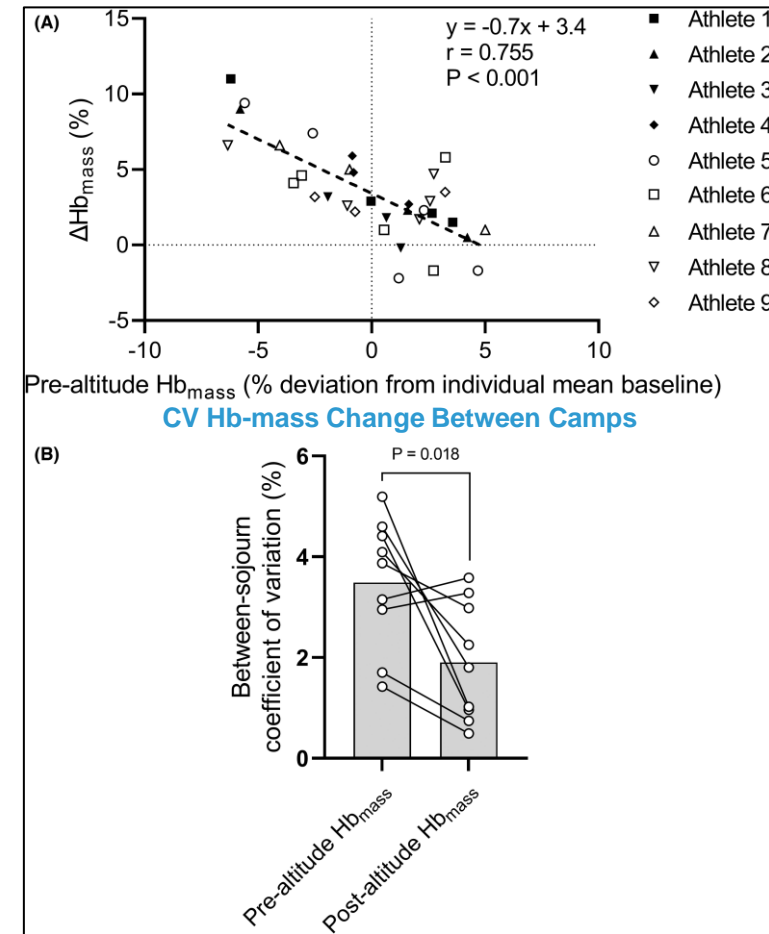 (A)
15
10
5
0
-5
ΔHbmass (%)
y = -0.7x + 3.4
r = 0.755
P < 0.001
Athlete 1
Athlete 2
Athlete 3
Athlete 4
Athlete 5
Athlete 6
Athlete 7
Athlete 8
Athlete 9
-10
-5
0
5
10
Pre-altitude Hbmass (% deviation from individual mean baseline)
CV Hb-mass Change Between Camps
(B)
P = 0.018
6
4
2
0
Between-sojourn
coefficient of variation (%)
Pre-altitude Hbmass
Post-altitude Hbmass